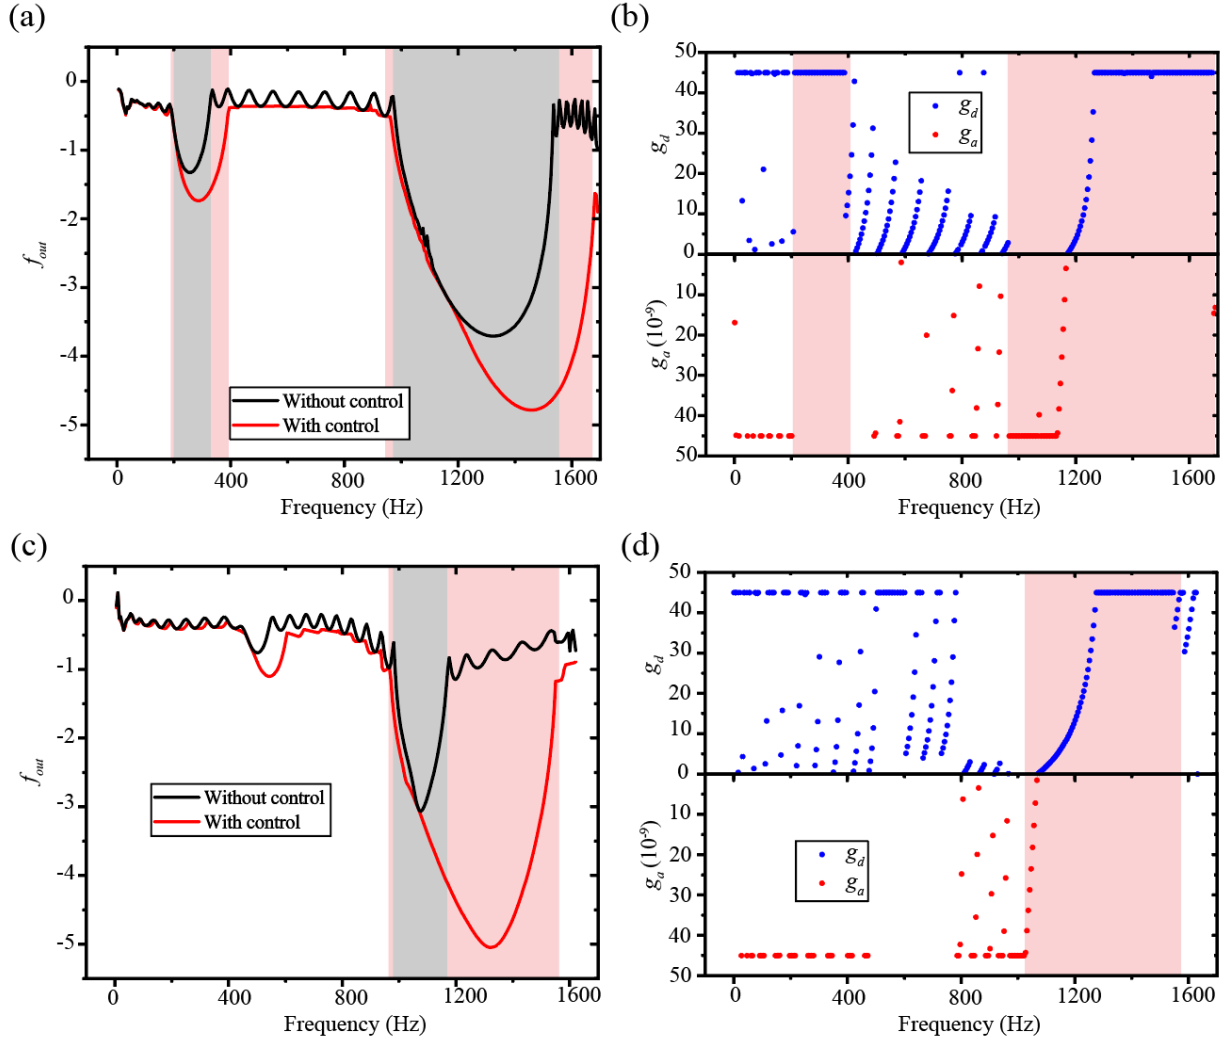 (a)
0
-1
-2
-3
-4
-5
f_out
Without control
With control
0
400
800
1200
1600
Frequency (Hz)
(b)
50
40
30
20
10
0
g_d
g_d
g_a
10
20
30
40
50
g_a (10^-9)
0
400
800
1200
1600
Frequency (Hz)
(c)
0
-1
-2
-3
-4
-5
f_out
Without control
With control
0
400
800
1200
1600
Frequency (Hz)
(d)
50
40
30
20
10
0
g_d
10
20
30
40
50
g_a (10^-9)
g_d
g_a
0
400
800
1200
1600
Frequency (Hz)